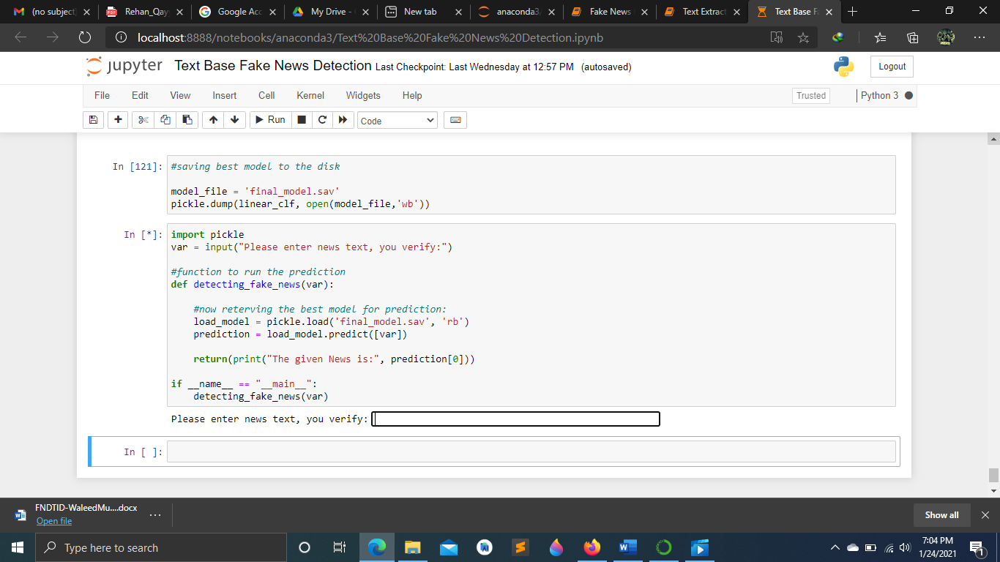 (no subject)
Rehan_Qay
Google Acc
My Drive -
New tab
anaconda3/
Fake News
Text Extract
Text Base Fa
localhost:8888/notebooks/anaconda3/Text%20Base%20Fake%20News%20Detection.ipynb
jupyter Text Base Fake News Detection Last Checkpoint: Last Wednesday at 12:57 PM (autosaved)
Logout
File Edit View Insert Cell Kernel Widgets Help
Trusted
Python 3
Run
Code
In [121]:
#saving best model to the disk
model_file = 'final_model.sav'
pickle.dump(linear_clf, open(model_file,'wb'))
In [*]:
import pickle
var = input("Please enter news text, you verify:")
#function to run the prediction
def detecting_fake_news(var):
#now reterving the best model for prediction:
load_model = pickle.load('final_model.sav', 'rb')
prediction = load_model.predict([var])
return(print("The given News is:", prediction[0]))
if __name__ == "__main__":
detecting_fake_news(var)
Please enter news text, you verify:
In [ ]:
FNDTID-WaleedMu....docx
Open file
Show all
Type here to search
7:04 PM
1/24/2021
1